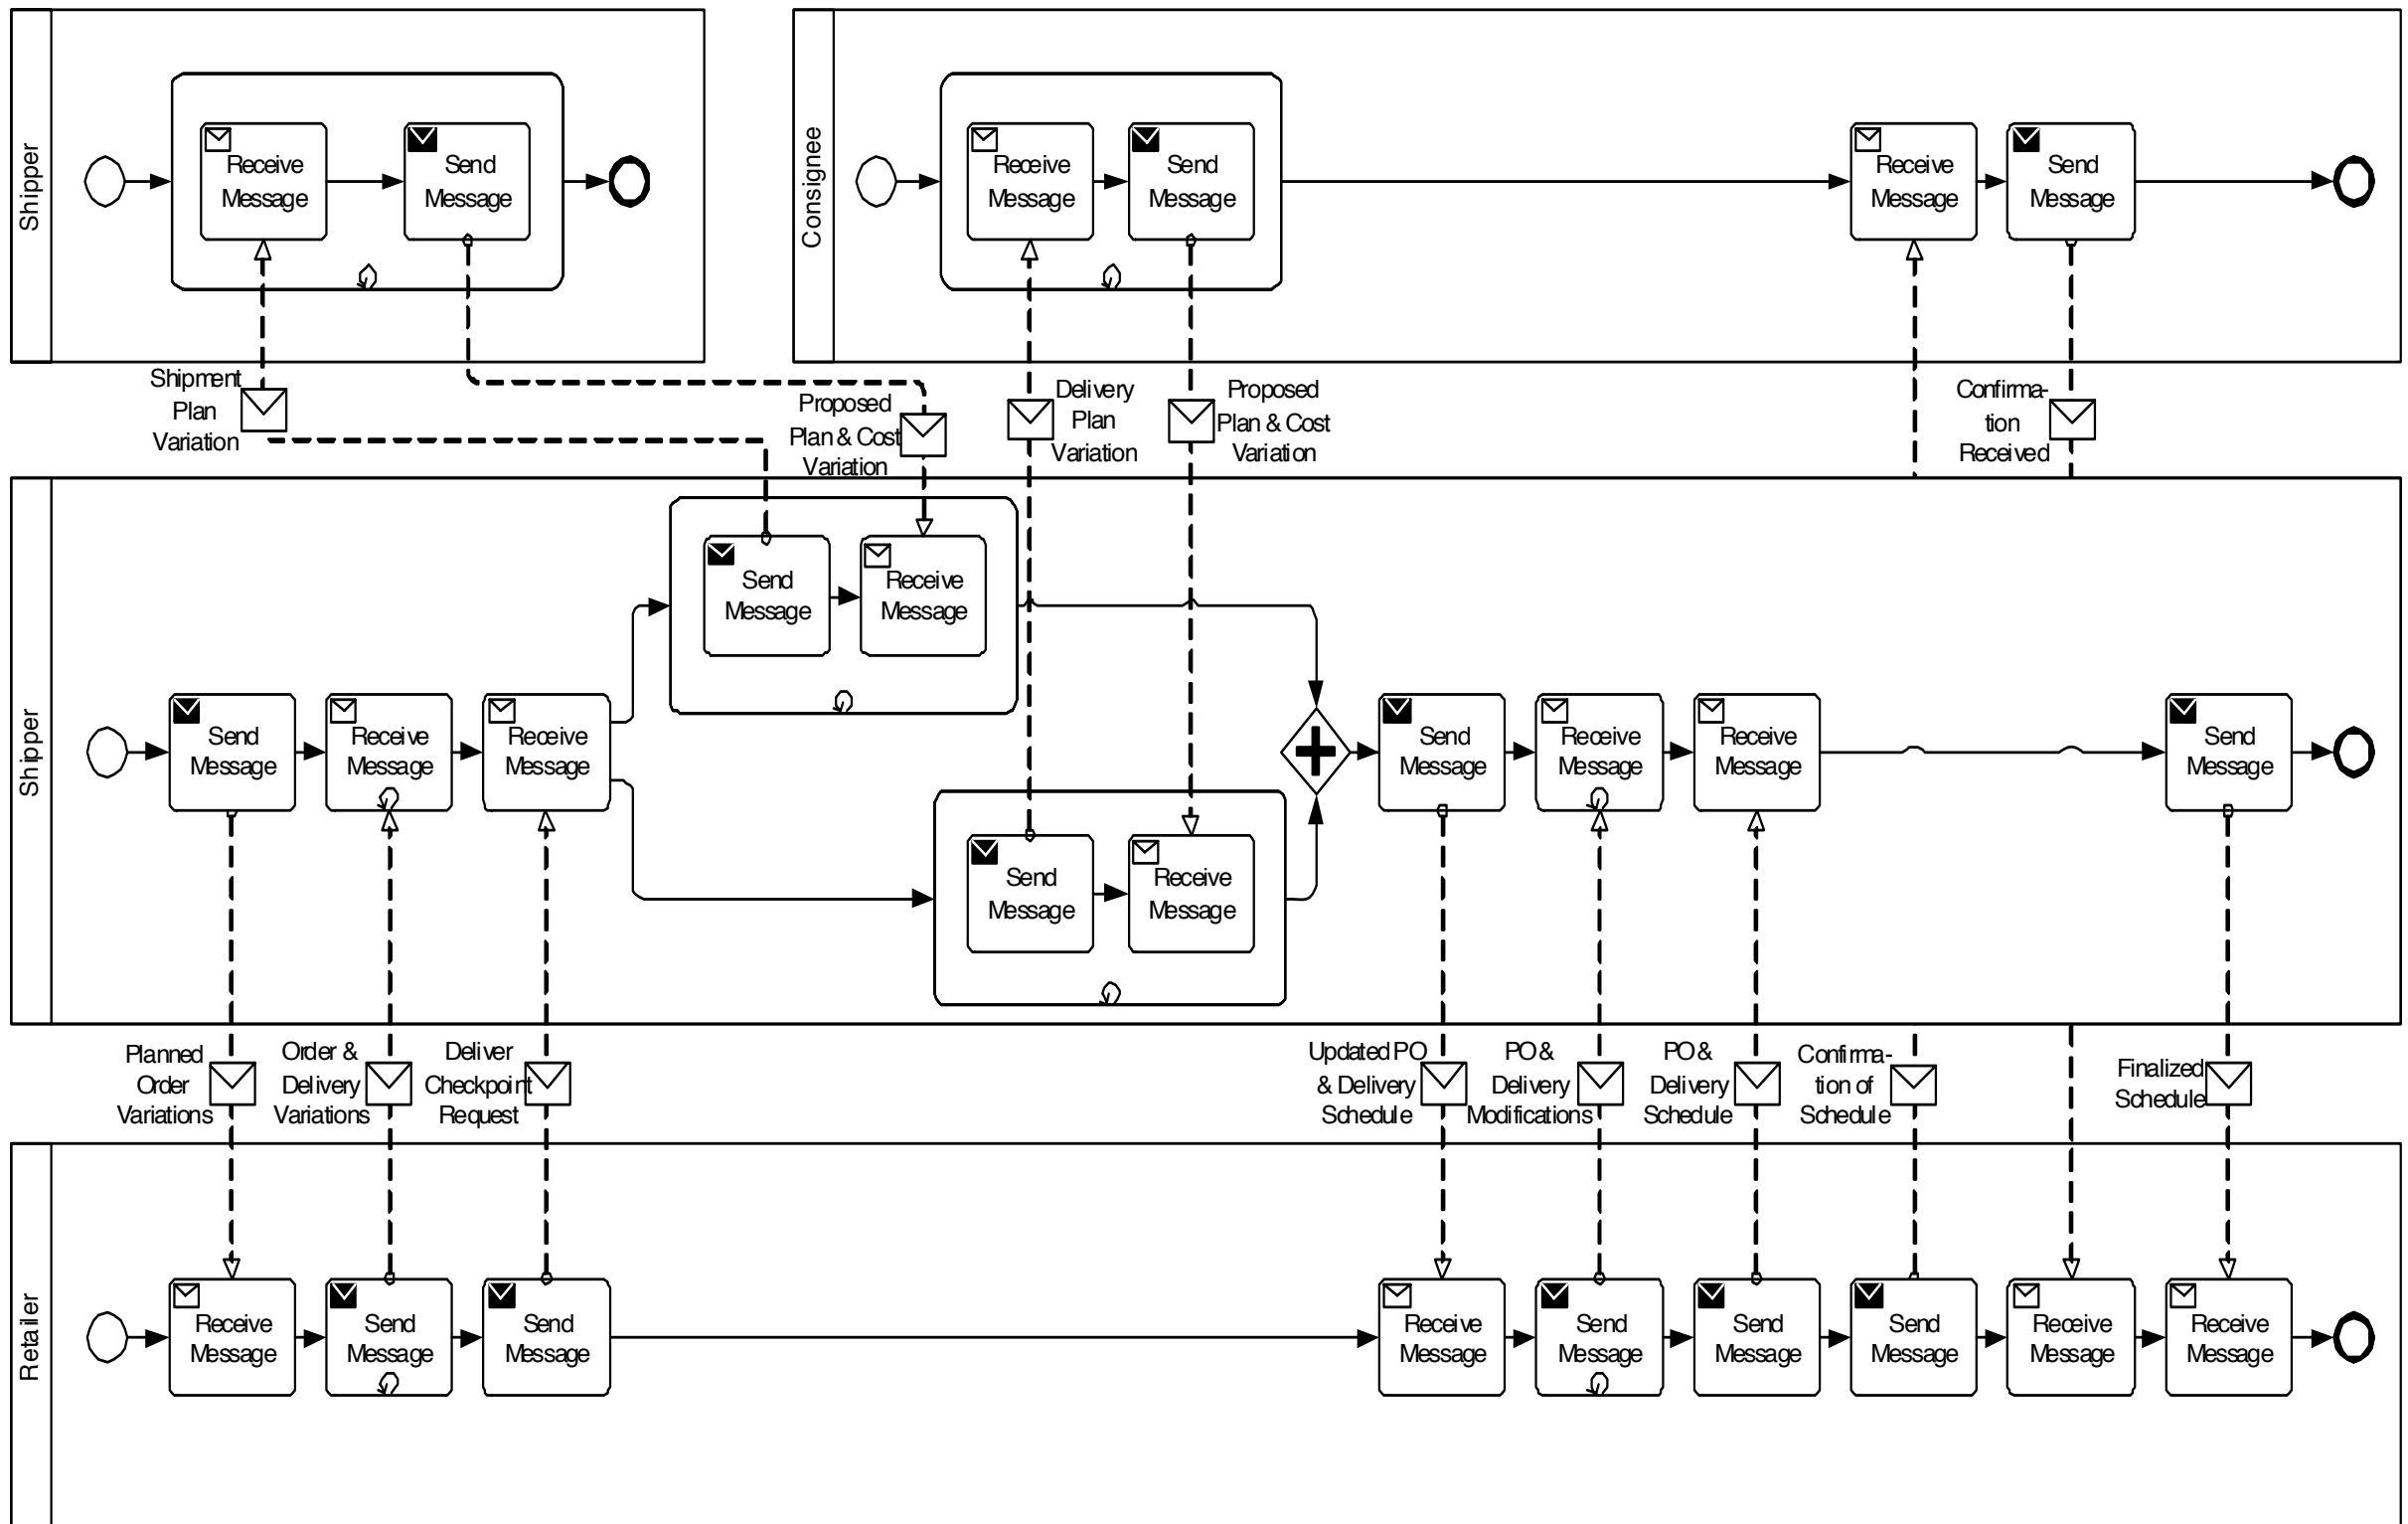 Shipper
Receive
Message
Send
Message
Consignee
Receive
Message
Send
Message
Receive
Message
Send
Message
Shipment
Plan
Variation
Proposed
Plan & Cost
Variation
Delivery
Plan
Variation
Proposed
Plan & Cost
Variation
Confirma-
tion
Received
Shipper
Send
Message
Receive
Message
Send
Message
Receive
Message
Receive
Message
Send
Message
Receive
Message
Send
Message
Receive
Message
Receive
Message
Send
Message
Planned
Order
Variations
Order &
Delivery
Variations
Deliver
Checkpoint
Request
Updated PO
& Delivery
Schedule
PO &
Delivery
Modifications
PO &
Delivery
Schedule
Confirma-
tion of
Schedule
Finalized
Schedule
Retailer
Receive
Message
Send
Message
Send
Message
Receive
Message
Send
Message
Send
Message
Send
Message
Receive
Message
Receive
Message